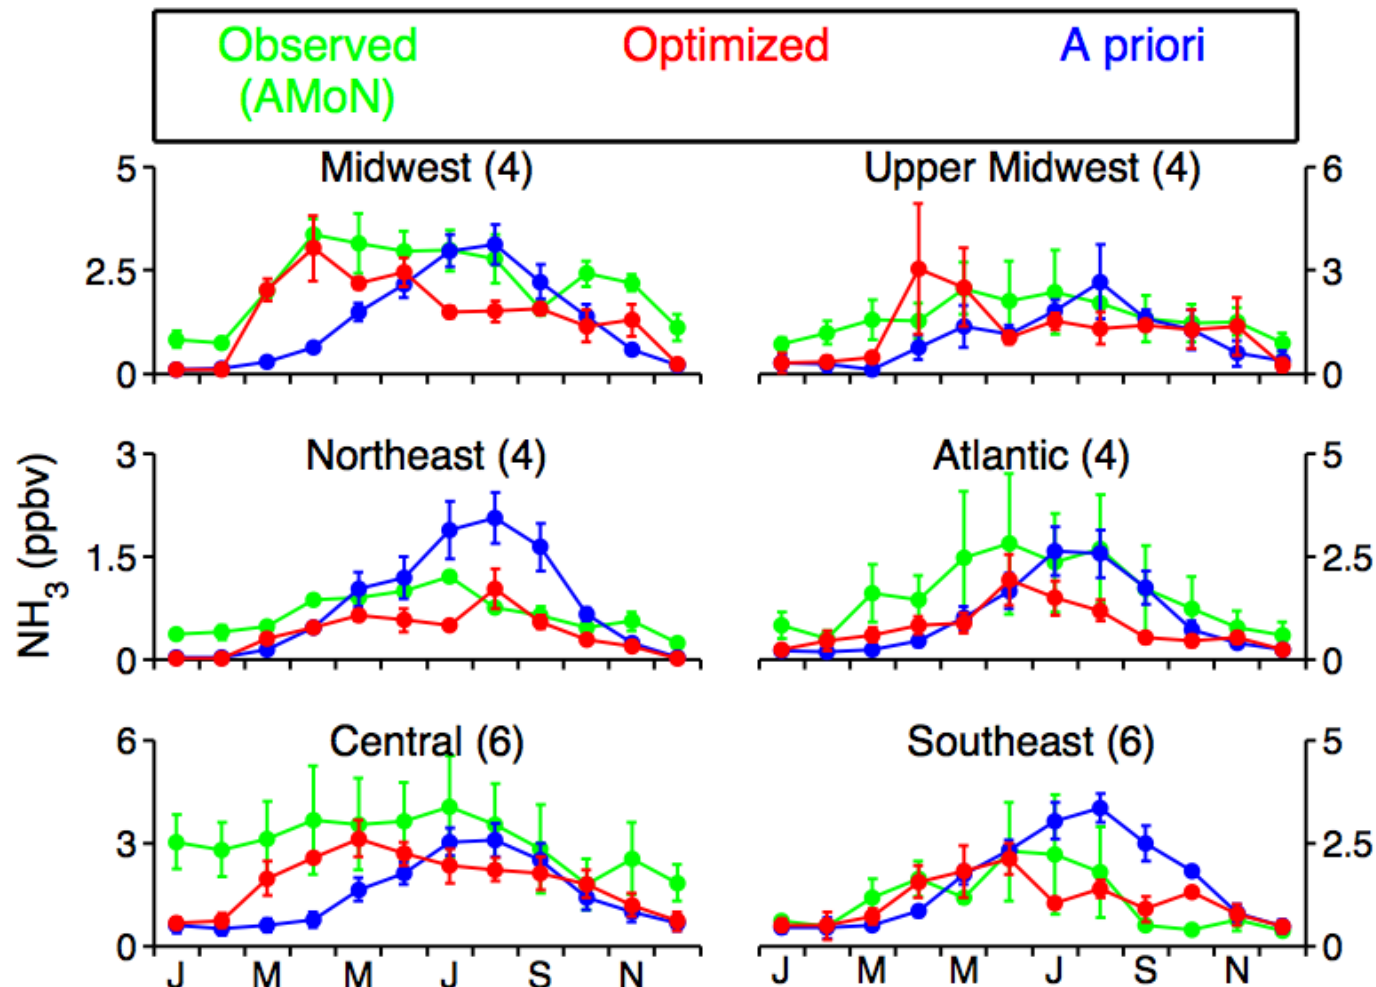 Observed Optimized A priori
(AMoN)
Midwest (4) Upper Midwest (4)
5 6
2.5 3
0 0
Northeast (4) Atlantic (4)
3 5
1.5 2.5
0 0
NH3 (ppbv)
Central (6) Southeast (6)
6 5
3 2.5
0 0
J M M J S N J M M J S N